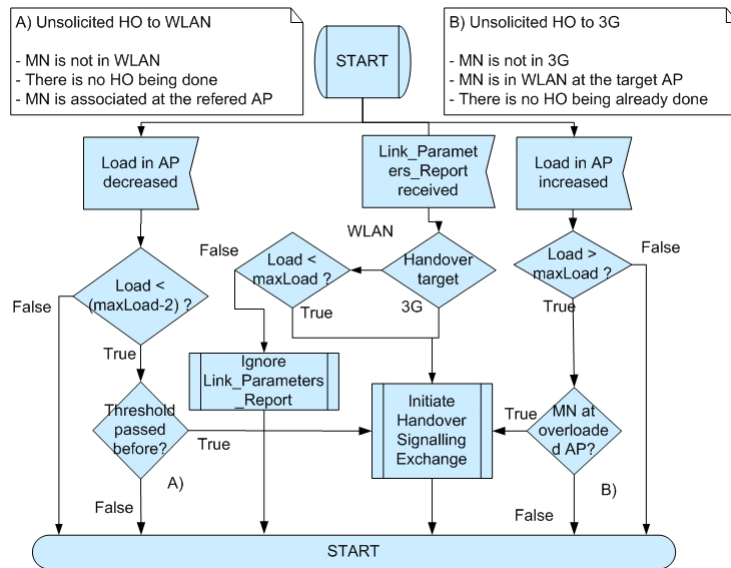 A) Unsolicited HO to WLAN
- MN is not in WLAN
- There is no HO being done
- MN is associated at the refered AP
START
B) Unsolicited HO to 3G
- MN is not in 3G
- MN is in WLAN at the target AP
- There is no HO being already done
Load in AP
decreased
Link_Paramet
ers_Report
received
Load in AP
increased
WLAN
False
Load <
maxLoad ?
Handover
target
Load >
maxLoad ?
False
False
Load <
(maxLoad-2) ?
True
3G
True
True
Ignore
Link_Parameters
_Report
Threshold
passed
before?
True
Initiate
Handover
Signalling
Exchange
True
MN at
overloade
d AP?
A)
B)
False
False
START